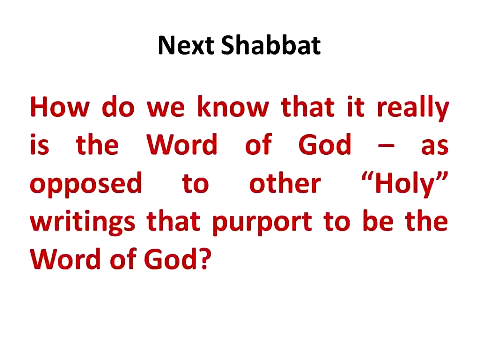 Next Shabbat
How do we know that it really
is the Word of God – as
opposed to other “Holy”
writings that purport to be the
Word of God?